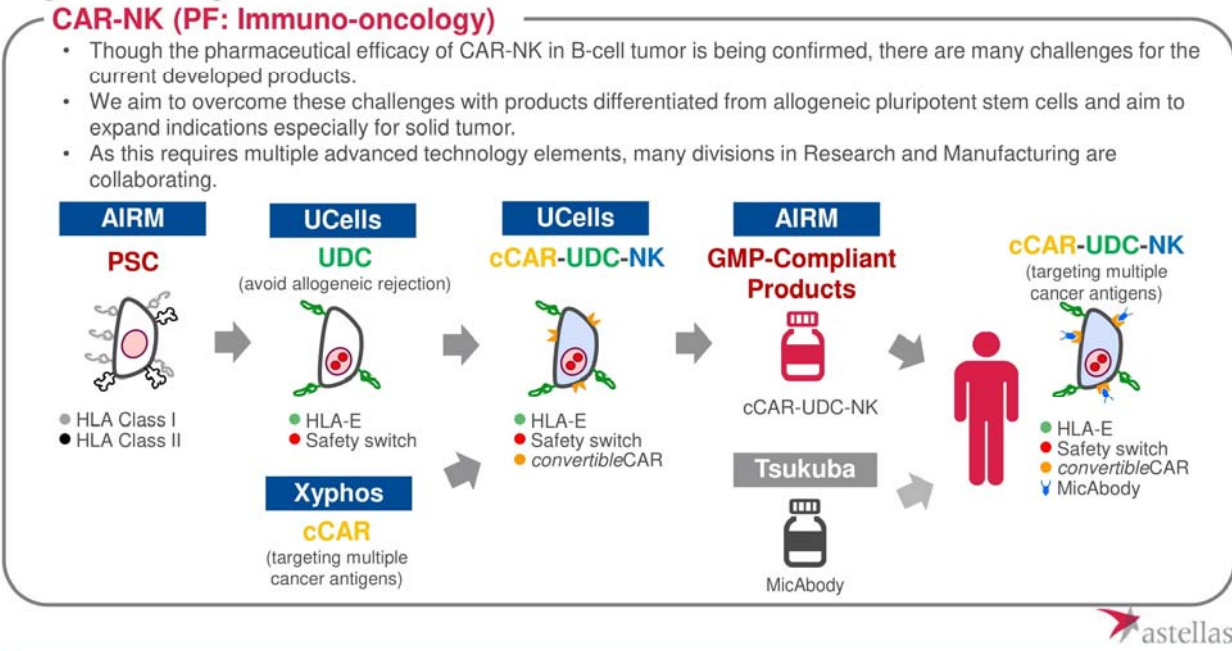 CAR-NK (PF: Immuno-oncology)
• Though the pharmaceutical efficacy of CAR-NK in B-cell tumor is being confirmed, there are many challenges for the
current developed products.
• We aim to overcome these challenges with products differentiated from allogeneic pluripotent stem cells and aim to
expand indications especially for solid tumor.
• As this requires multiple advanced technology elements, many divisions in Research and Manufacturing are
collaborating.
AIRM
PSC
HLA Class I
HLA Class II
UCells
UDC
(avoid allogeneic rejection)
HLA-E
Safety switch
Xyphos
cCAR
(targeting multiple
cancer antigens)
UCells
cCAR-UDC-NK
HLA-E
Safety switch
convertibleCAR
AIRM
GMP-Compliant
Products
cCAR-UDC-NK
Tsukuba
MicAbody
cCAR-UDC-NK
(targeting multiple
cancer antigens)
HLA-E
Safety switch
convertibleCAR
MicAbody
astellas